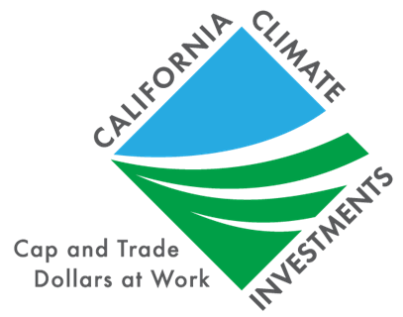 CALIFORNIA
CLIMATE
INVESTMENTS
Cap and Trade
Dollars at Work